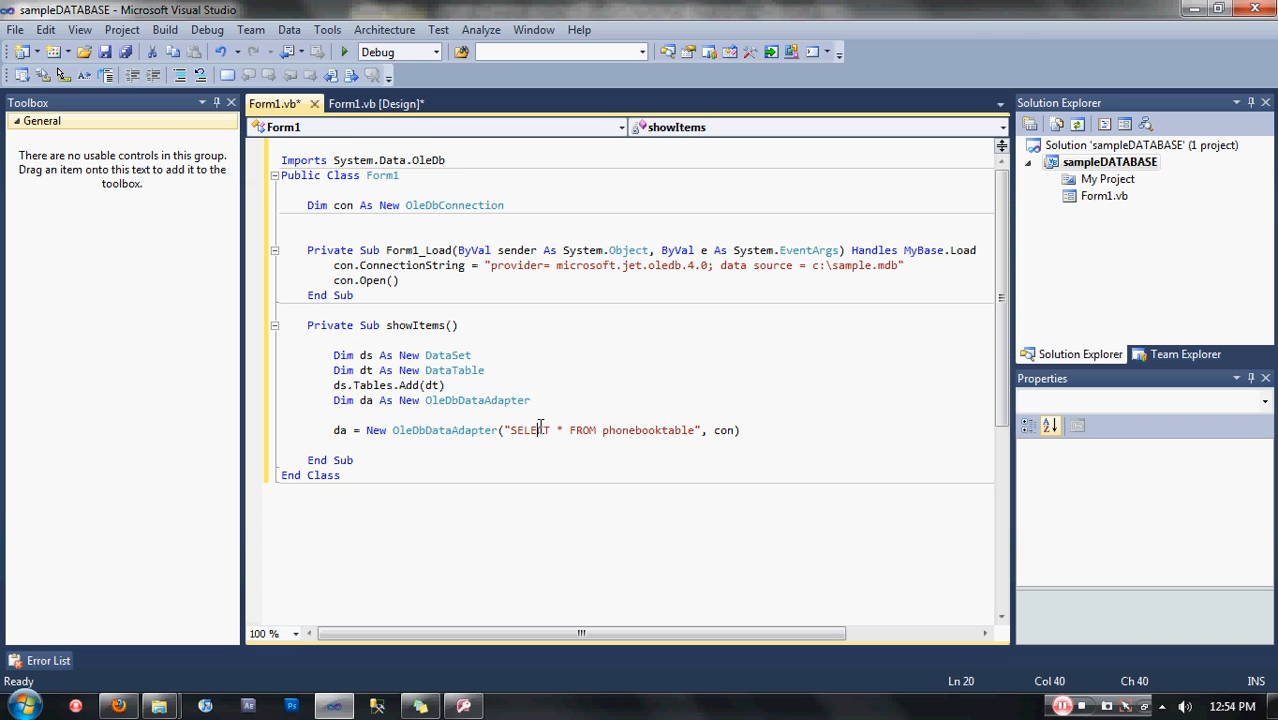 sampleDATABASE - Microsoft Visual Studio
File Edit View Project Build Debug Team Data Tools Architecture Test Analyze Window Help
Debug
Toolbox
General
There are no usable controls in this group.
Drag an item onto this text to add it to the
toolbox.
Form1.vb* Form1.vb [Design]*
Form1 showItems
Imports System.Data.OleDb
Public Class Form1
Dim con As New OleDbConnection
Private Sub Form1_Load(ByVal sender As System.Object, ByVal e As System.EventArgs) Handles MyBase.Load
con.ConnectionString = "provider= microsoft.jet.oledb.4.0; data source = c:\sample.mdb"
con.Open()
End Sub
Private Sub showItems()
Dim ds As New DataSet
Dim dt As New DataTable
ds.Tables.Add(dt)
Dim da As New OleDbDataAdapter
da = New OleDbDataAdapter("SELECT * FROM phonebooktable", con)
End Sub
End Class
100 %
Solution Explorer
Solution 'sampleDATABASE' (1 project)
sampleDATABASE
My Project
Form1.vb
Solution Explorer Team Explorer
Properties
Error List
Ready Ln 20 Col 40 Ch 40 INS
Ae Ps 12:54 PM